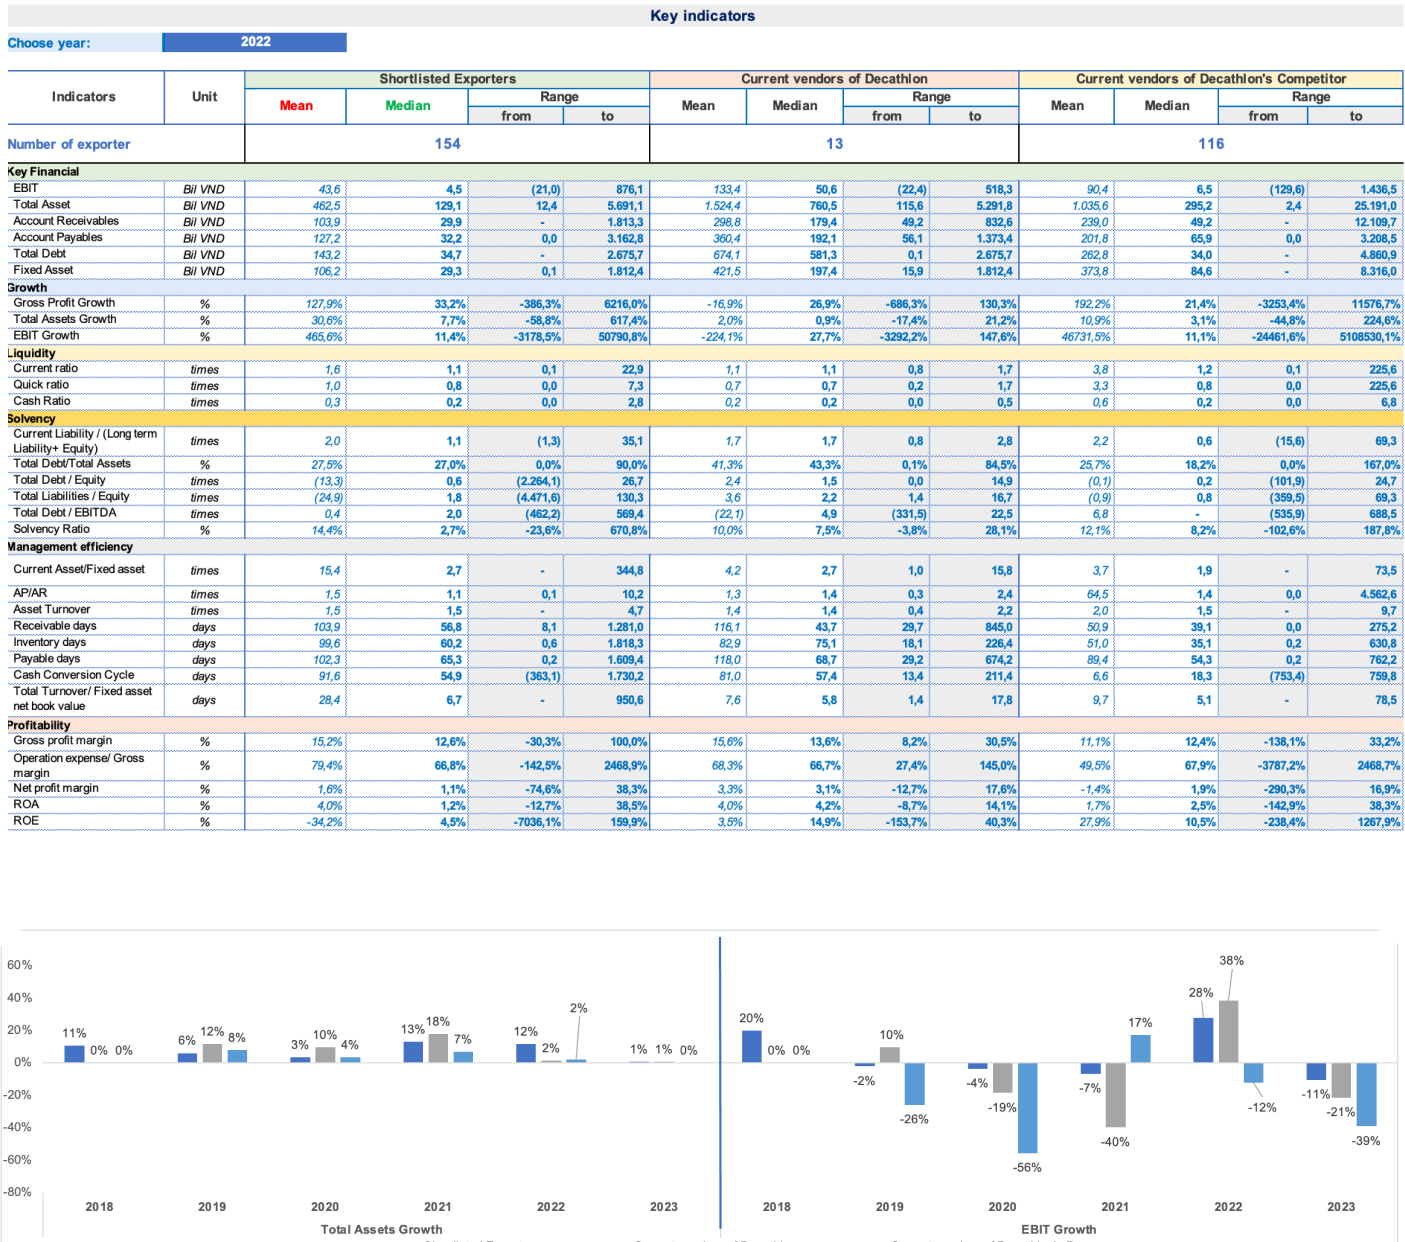 Key indicators
Choose year: 2022
Indicators Unit Shortlisted Exporters Current vendors of Decathlon Current vendors of Decathlon's Competitor
Mean Median Range Mean Median Range Mean Median Range
from to from to from to
Number of exporter 154 13 116
Key Financial
EBIT Bil VND 43,6 4,5 (21,0) 876,1 133,4 50,6 (22,4) 518,3 90,4 6,5 (129,6) 1.436,5
Total Asset Bil VND 462,5 129,1 12,4 5.691,1 1.524,4 760,5 115,6 5.291,8 1.035,6 295,2 2,4 25.191,0
Account Receivables Bil VND 103,9 29,9 - 1.813,3 298,8 179,4 49,2 832,6 239,0 49,2 - 12.109,7
Account Payables Bil VND 127,2 32,2 0,0 3.162,8 360,4 192,1 56,1 1.373,4 201,8 65,9 0,0 3.208,5
Total Debt Bil VND 143,2 34,7 - 2.675,7 674,1 581,3 0,1 2.675,7 262,8 34,0 - 4.860,9
Fixed Asset Bil VND 106,2 29,3 0,1 1.812,4 421,5 197,4 15,9 1.812,4 373,8 84,6 - 8.316,0
Growth
Gross Profit Growth % 127,9% 33,2% -386,3% 6216,0% -16,9% 26,9% -686,3% 130,3% 192,2% 21,4% -3253,4% 11576,7%
Total Assets Growth % 30,6% 7,7% -58,8% 617,4% 2,0% 0,9% -17,4% 21,2% 10,9% 3,1% -44,8% 224,6%
EBIT Growth % 465,6% 11,4% -3178,5% 50790,8% -224,1% 27,7% -3292,2% 147,6% 46731,5% 11,1% -24461,6% 5108530,1%
Liquidity
Current ratio times 1,6 1,1 0,1 22,9 1,1 1,1 0,8 1,7 3,8 1,2 0,1 225,6
Quick ratio times 1,0 0,8 0,0 7,3 0,7 0,7 0,2 1,7 3,3 0,8 0,0 225,6
Cash Ratio times 0,3 0,2 0,0 2,8 0,2 0,2 0,0 0,5 0,6 0,2 0,0 6,8
Solvency
Current Liability / (Long term
Liability+ Equity) times 2,0 1,1 (1,3) 35,1 1,7 1,7 0,8 2,8 2,2 0,6 (15,6) 69,3
Total Debt/Total Assets % 27,5% 27,0% 0,0% 90,0% 41,3% 43,3% 0,1% 84,5% 25,7% 18,2% 0,0% 167,0%
Total Debt / Equity times (13,3) 0,6 (2.264,1) 26,7 2,4 1,5 0,0 14,9 (0,1) 0,2 (101,9) 24,7
Total Liabilities / Equity times (24,9) 1,8 (4.471,6) 130,3 3,6 2,2 1,4 16,7 (0,9) 0,8 (359,5) 69,3
Total Debt / EBITDA times 0,4 2,0 (462,2) 569,4 (22,1) 4,9 (331,5) 22,5 6,8 - (535,9) 688,5
Solvency Ratio % 14,4% 2,7% -23,6% 670,8% 10,0% 7,5% -3,8% 28,1% 12,1% 8,2% -102,6% 187,8%
Management efficiency
Current Asset/Fixed asset times 15,4 2,7 - 344,8 4,2 2,7 1,0 15,8 3,7 1,9 - 73,5
AP/AR times 1,5 1,1 0,1 10,2 1,3 1,4 0,3 2,4 64,5 1,4 0,0 4.562,6
Asset Turnover times 1,5 1,5 - 4,7 1,4 1,4 0,4 2,2 2,0 1,5 - 9,7
Receivable days days 103,9 56,8 8,1 1.281,0 116,1 43,7 29,7 845,0 50,9 39,1 0,0 275,2
Inventory days days 99,6 60,2 0,6 1.818,3 82,9 75,1 18,1 226,4 51,0 35,1 0,2 630,8
Payable days days 102,3 65,3 0,2 1.609,4 118,0 68,7 29,2 674,2 89,4 54,3 0,2 762,2
Cash Conversion Cycle days 91,6 54,9 (363,1) 1.730,2 81,0 57,4 13,4 211,4 6,6 18,3 (753,4) 759,8
Total Turnover/ Fixed asset
net book value days 28,4 6,7 - 950,6 7,6 5,8 1,4 17,8 9,7 5,1 - 78,5
Profitability
Gross profit margin % 15,2% 12,6% -30,3% 100,0% 15,6% 13,6% 8,2% 30,5% 11,1% 12,4% -138,1% 33,2%
Operation expense/ Gross
margin % 79,4% 66,8% -142,5% 2468,9% 68,3% 66,7% 27,4% 145,0% 49,5% 67,9% -3787,2% 2468,7%
Net profit margin % 1,6% 1,1% -74,6% 38,3% 3,3% 3,1% -12,7% 17,6% -1,4% 1,9% -290,3% 16,9%
ROA % 4,0% 1,2% -12,7% 38,5% 4,0% 4,2% -8,7% 14,1% 1,7% 2,5% -142,9% 38,3%
ROE % -34,2% 4,5% -7036,1% 159,9% 3,5% 14,9% -153,7% 40,3% 27,9% 10,5% -238,4% 1267,9%
60%
40%
20%
0%
-20%
-40%
-60%
-80%
11% 0% 0%
6% 12% 8%
3% 10% 4%
13% 18% 7%
12% 2% 2%
1% 1% 0%
20% 0% 0%
-2% 10% -26%
-4% -19% -56%
-7% -40% 17%
28% 38% -12%
-11% -21% -39%
2018 2019 2020 2021 2022 2023 2018 2019 2020 2021 2022 2023
Total Assets Growth EBIT Growth